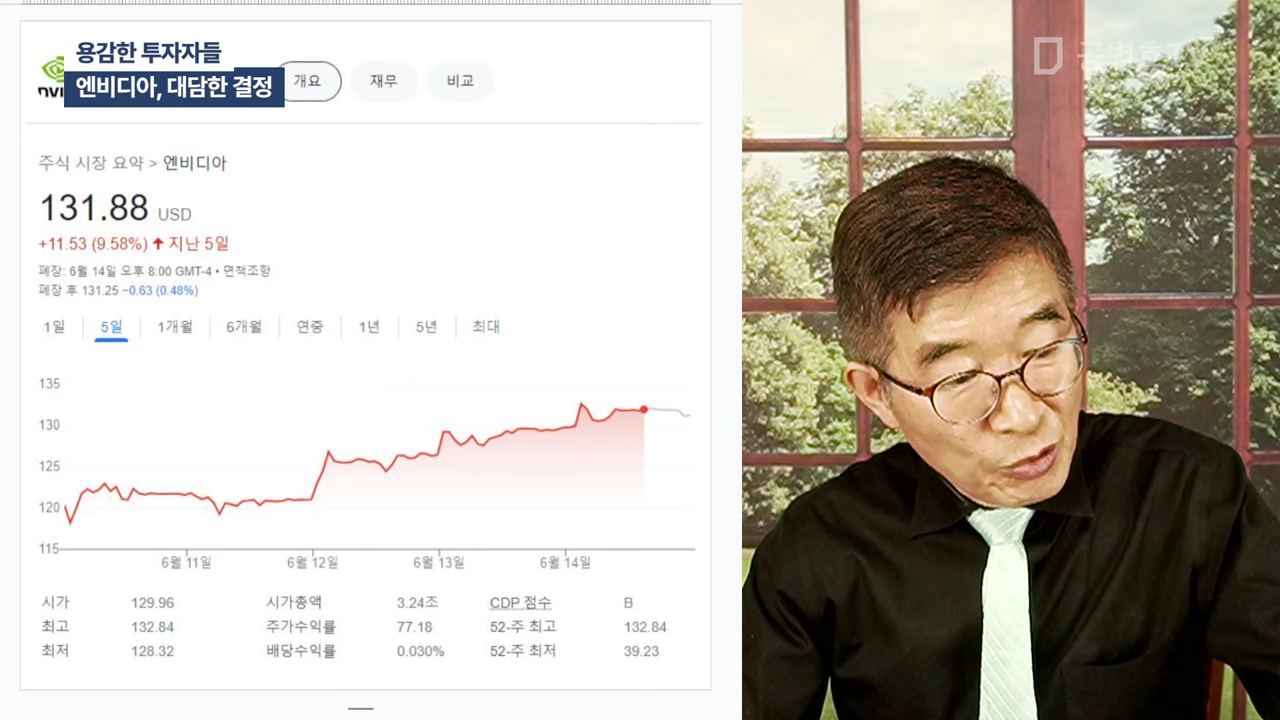 용감한 투자자들
엔비디아, 대담한 결정
개요 재무 비교
주식 시장 요약 > 엔비디아
131.88 USD
+11.53 (9.58%) ↑ 지난 5일
폐장: 6월 14일 오후 8:00 GMT-4 • 면책조항
폐장 후 131.25 −0.63 (0.48%)
1일 5일 1개월 6개월 연중 1년 5년 최대
135
130
125
120
115
6월 11일 6월 12일 6월 13일 6월 14일
시가 129.96 시가총액 3.24조 CDP 점수 B
최고 132.84 주가수익률 77.18 52-주 최고 132.84
최저 128.32 배당수익률 0.030% 52-주 최저 39.23